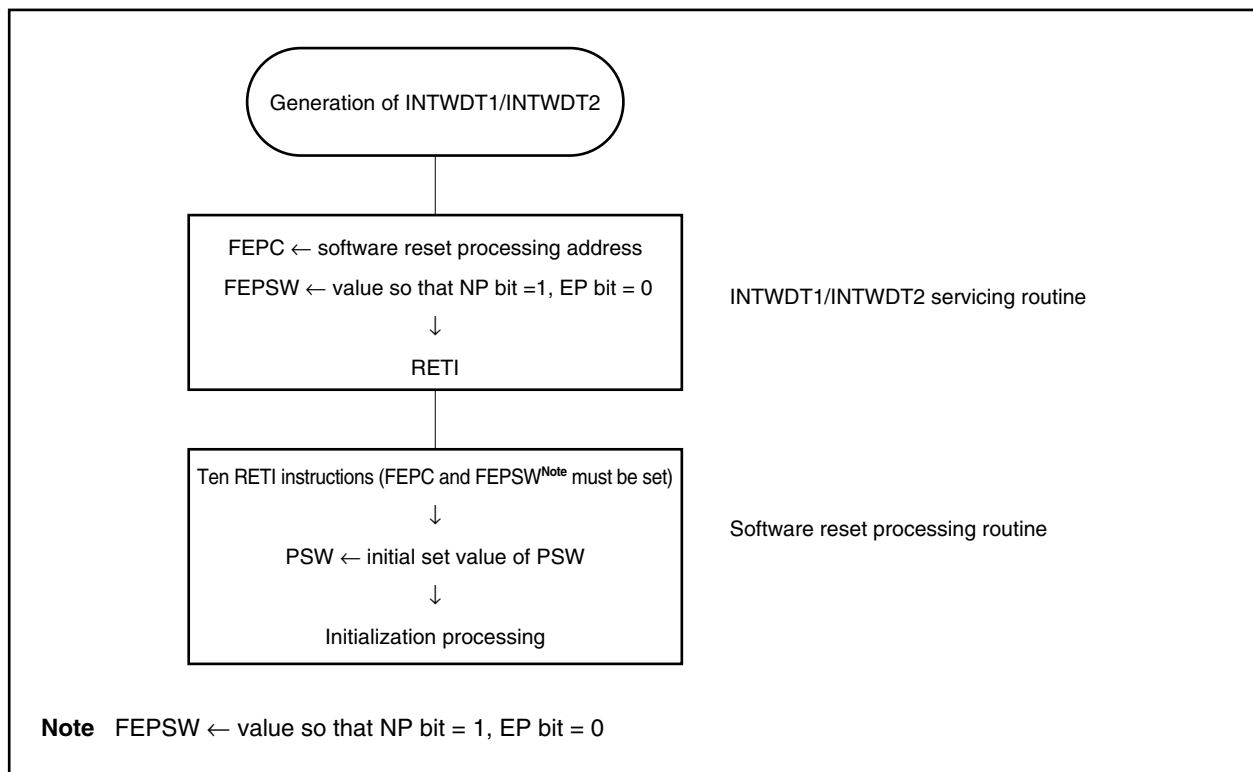 Generation of INTWDT1/INTWDT2
FEPC ← software reset processing address
FEPSW ← value so that NP bit =1, EP bit = 0
↓
RETI
INTWDT1/INTWDT2 servicing routine
Ten RETI instructions (FEPC and FEPSWNote must be set)
↓
PSW ← initial set value of PSW
↓
Initialization processing
Software reset processing routine
Note FEPSW ← value so that NP bit = 1, EP bit = 0